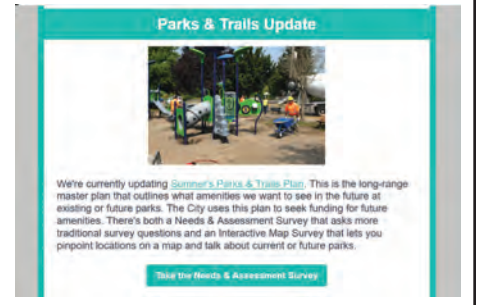 Parks & Trails Update
We're currently updating Sumner's Parks & Trails Plan. This is the long-range
master plan that outlines what amenities we want to see in the future at
existing or future parks. The City uses this plan to seek funding for future
amenities. There's both a Needs & Assessment Survey that asks more
traditional survey questions and an Interactive Map Survey that lets you
pinpoint locations on a map and talk about current or future parks.
Take the Needs & Assessment Survey